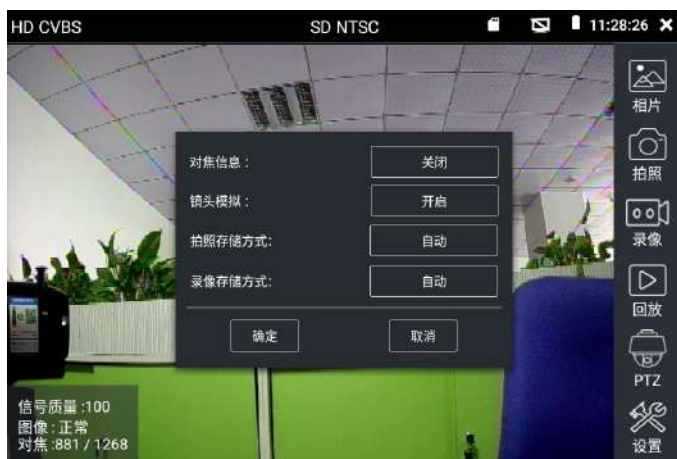 HD CVBS SD NTSC 11:28:26
相片
拍照
录像
回放
PTZ
设置
对焦信息 : 关闭
镜头模拟 : 开启
拍照存储方式: 自动
录像存储方式: 自动
确定 取消
信号质量 :100
图像 : 正常
对焦 :881 / 1268